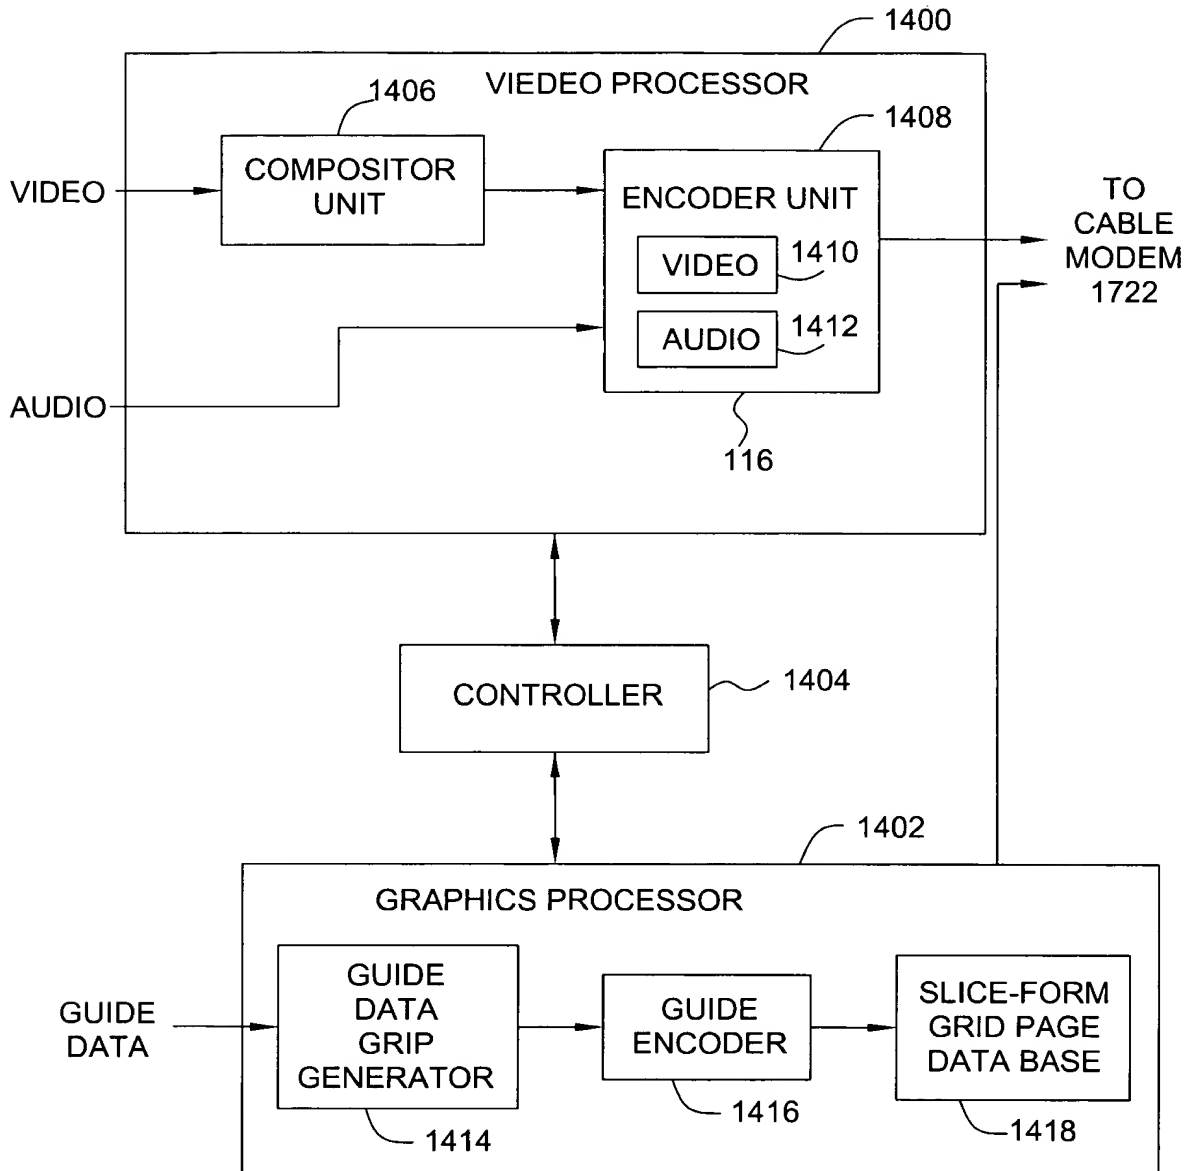 1400
VIEDEO PROCESSOR
1406
1408
COMPOSITOR
UNIT
VIDEO
ENCODER UNIT
VIDEO
1410
AUDIO
1412
TO
CABLE
MODEM
1722
AUDIO
116
CONTROLLER
1404
1402
GRAPHICS PROCESSOR
GUIDE
DATA
GUIDE
DATA
GRIP
GENERATOR
GUIDE
ENCODER
SLICE-FORM
GRID PAGE
DATA BASE
1414
1416
1418